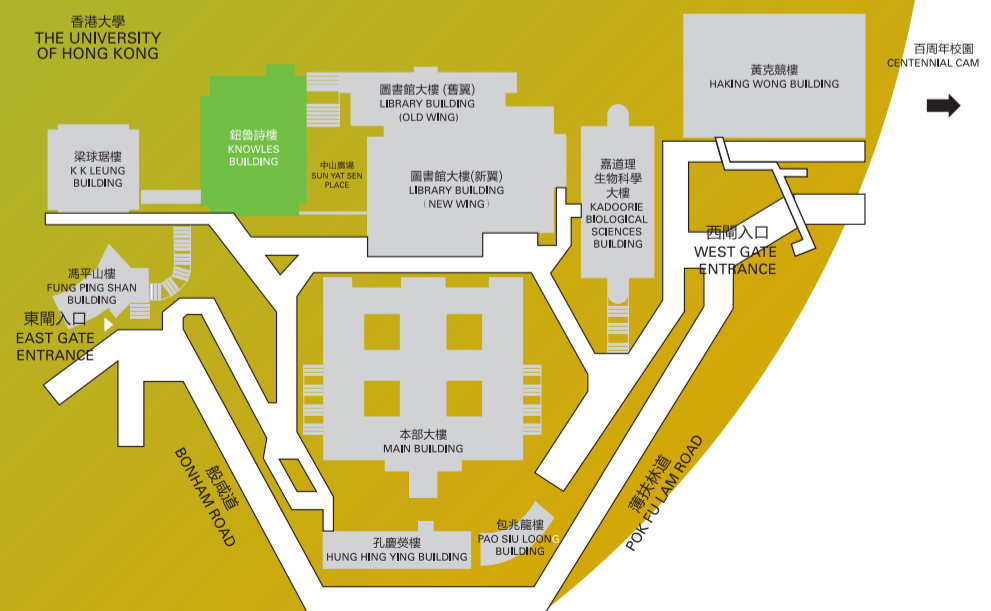 香港大學
THE UNIVERSITY
OF HONG KONG
百周年校園
CENTENNIAL CAM
黃克競樓
HAKING WONG BUILDING
圖書館大樓 (舊翼)
LIBRARY BUILDING
(OLD WING)
鈕魯詩樓
KNOWLES
BUILDING
梁球琚樓
K K LEUNG
BUILDING
中山廣場
SUN YAT SEN
PLACE
圖書館大樓(新翼)
LIBRARY BUILDING
(NEW WING)
嘉道理
生物科學
大樓
KADOORIE
BIOLOGICAL
SCIENCES
BUILDING
西閘入口
WEST GATE
ENTRANCE
馮平山樓
FUNG PING SHAN
BUILDING
東閘入口
EAST GATE
ENTRANCE
本部大樓
MAIN BUILDING
般咸道
BONHAM ROAD
薄扶林道
POK FU LAM ROAD
包兆龍樓
PAO SIU LOONG
BUILDING
孔慶熒樓
HUNG HING YING BUILDING